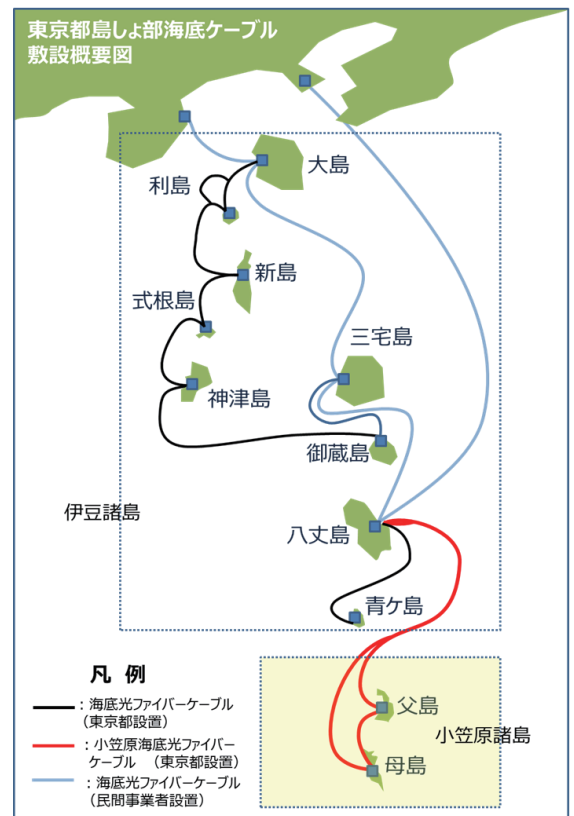 東京都島しょ部海底ケーブル
敷設概要図
大島
利島
新島
式根島
三宅島
神津島
御蔵島
伊豆諸島
八丈島
青ケ島
凡 例
:海底光ファイバーケーブル
(東京都設置)
:小笠原海底光ファイバー
ケーブル (東京都設置)
:海底光ファイバーケーブル
(民間事業者設置)
父島
小笠原諸島
母島